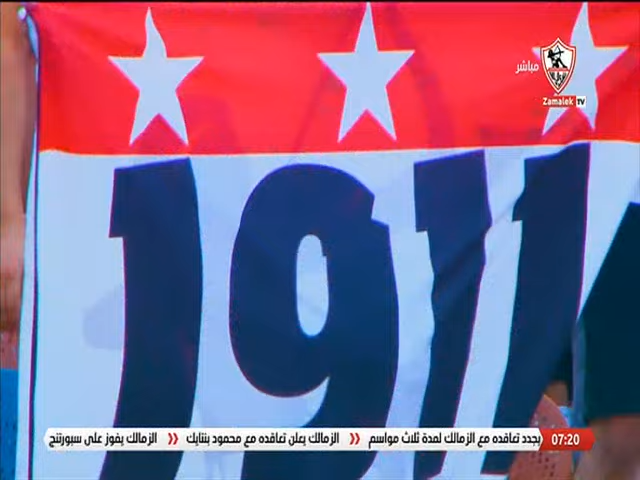 مباشر
Zamalek TV
1911
07:20 يجدد تعاقده مع الزمالك لمدة ثلاث مواسم » الزمالك يعلن تعاقده مع محمود بنتايك » الزمالك يفوز على سبورتنج